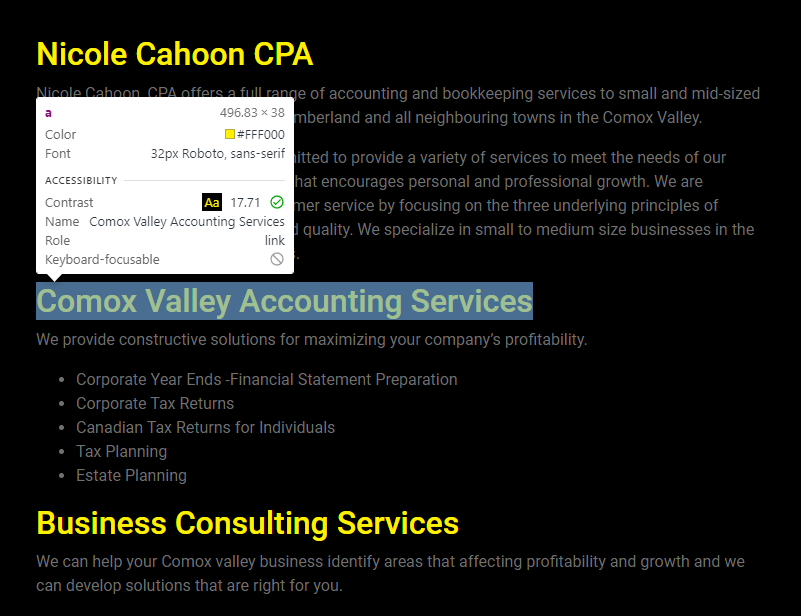 Nicole Cahoon CPA
Nicole Cahoon, CPA offers a full range of accounting and bookkeeping services to small and mid-sized
mberland and all neighbouring towns in the Comox Valley.
a 496.83 × 38
Color #FFF000
Font 32px Roboto, sans-serif
ACCESSIBILITY
Contrast Aa 17.71
Name Comox Valley Accounting Services
Role link
Keyboard-focusable
mitted to provide a variety of services to meet the needs of our
hat encourages personal and professional growth. We are
mer service by focusing on the three underlying principles of
d quality. We specialize in small to medium size businesses in the
Comox Valley Accounting Services
We provide constructive solutions for maximizing your company’s profitability.
• Corporate Year Ends -Financial Statement Preparation
• Corporate Tax Returns
• Canadian Tax Returns for Individuals
• Tax Planning
• Estate Planning
Business Consulting Services
We can help your Comox valley business identify areas that affecting profitability and growth and we
can develop solutions that are right for you.